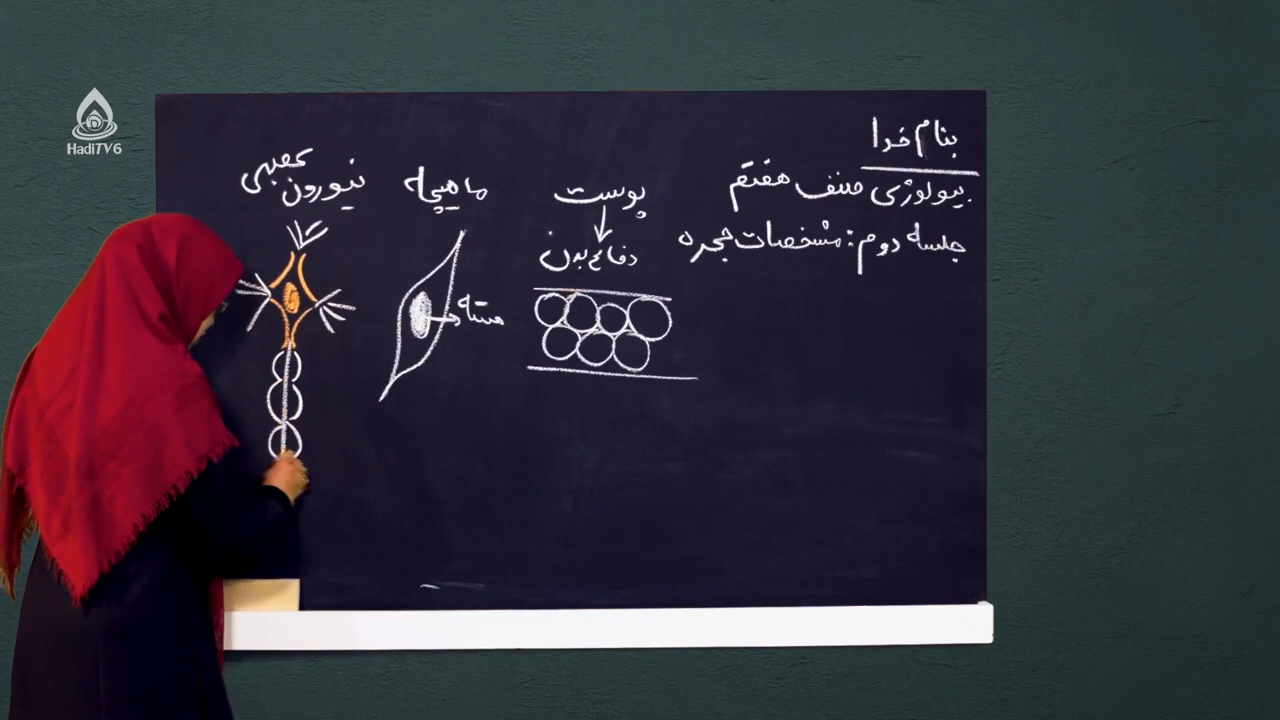 بنام خدا
بیولوژی صنف هفتم
جلسه دوم: مشخصات حجره
پوست
دفاع بدن
ماهیچه
هسته
نیورون عصبی
HadiTV6